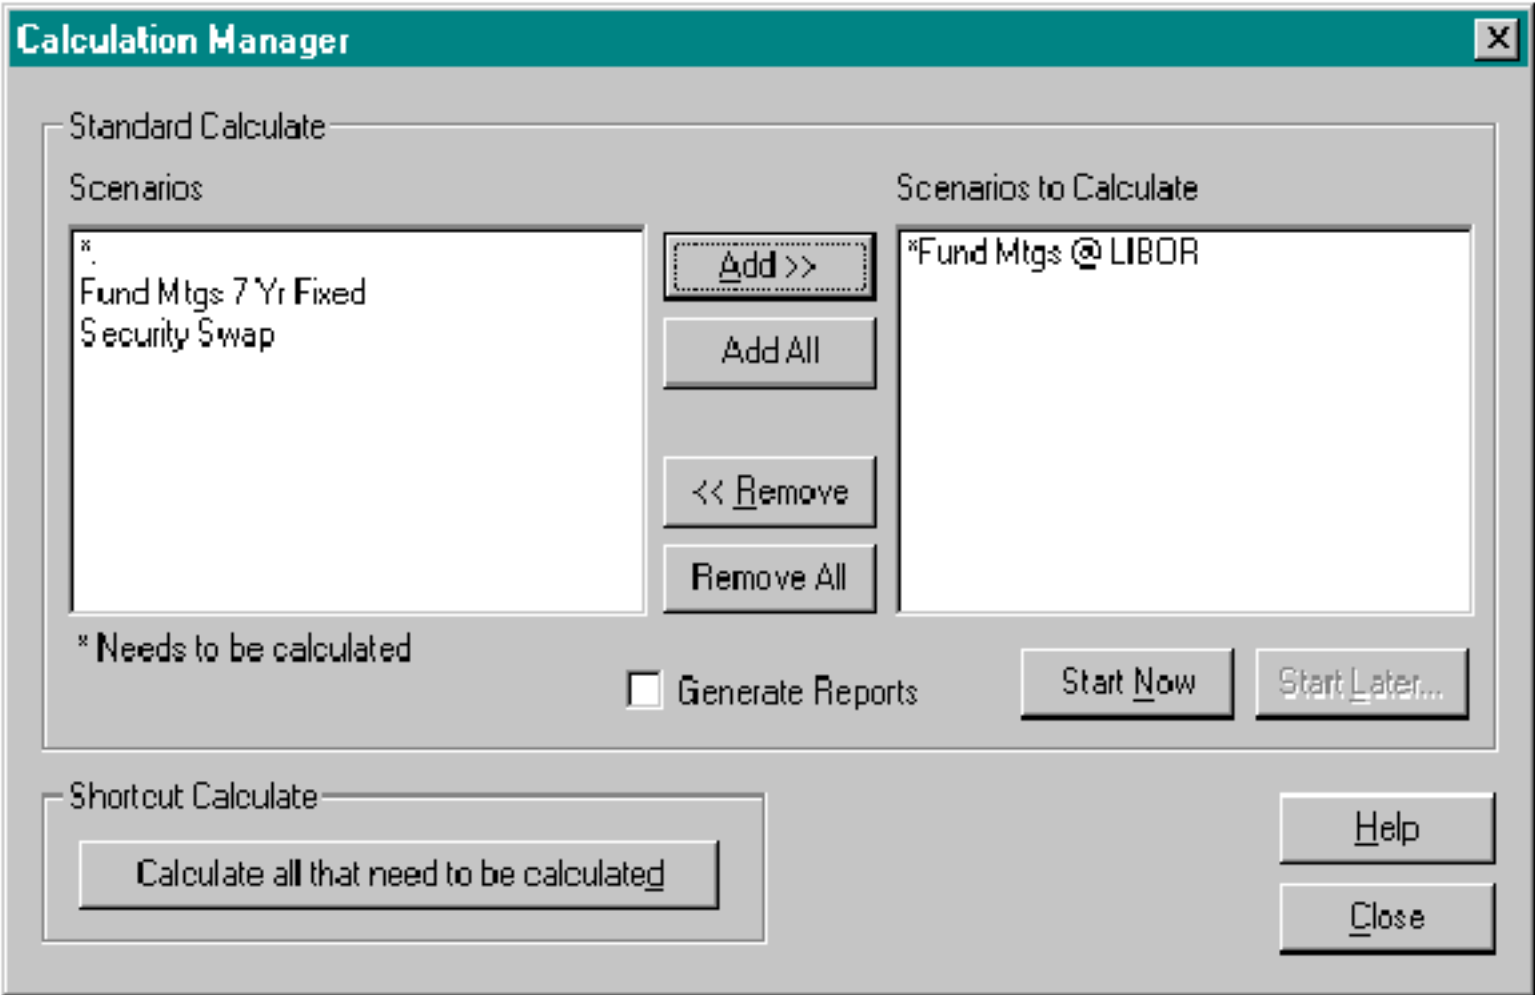 Calculation Manager
Standard Calculate
Scenarios
*.
Fund Mtgs 7 Yr Fixed
Security Swap
Add >>
Add All
<< Remove
Remove All
Scenarios to Calculate
*Fund Mtgs @ LIBOR
* Needs to be calculated
Generate Reports
Start Now
Start Later...
Shortcut Calculate
Calculate all that need to be calculated
Help
Close